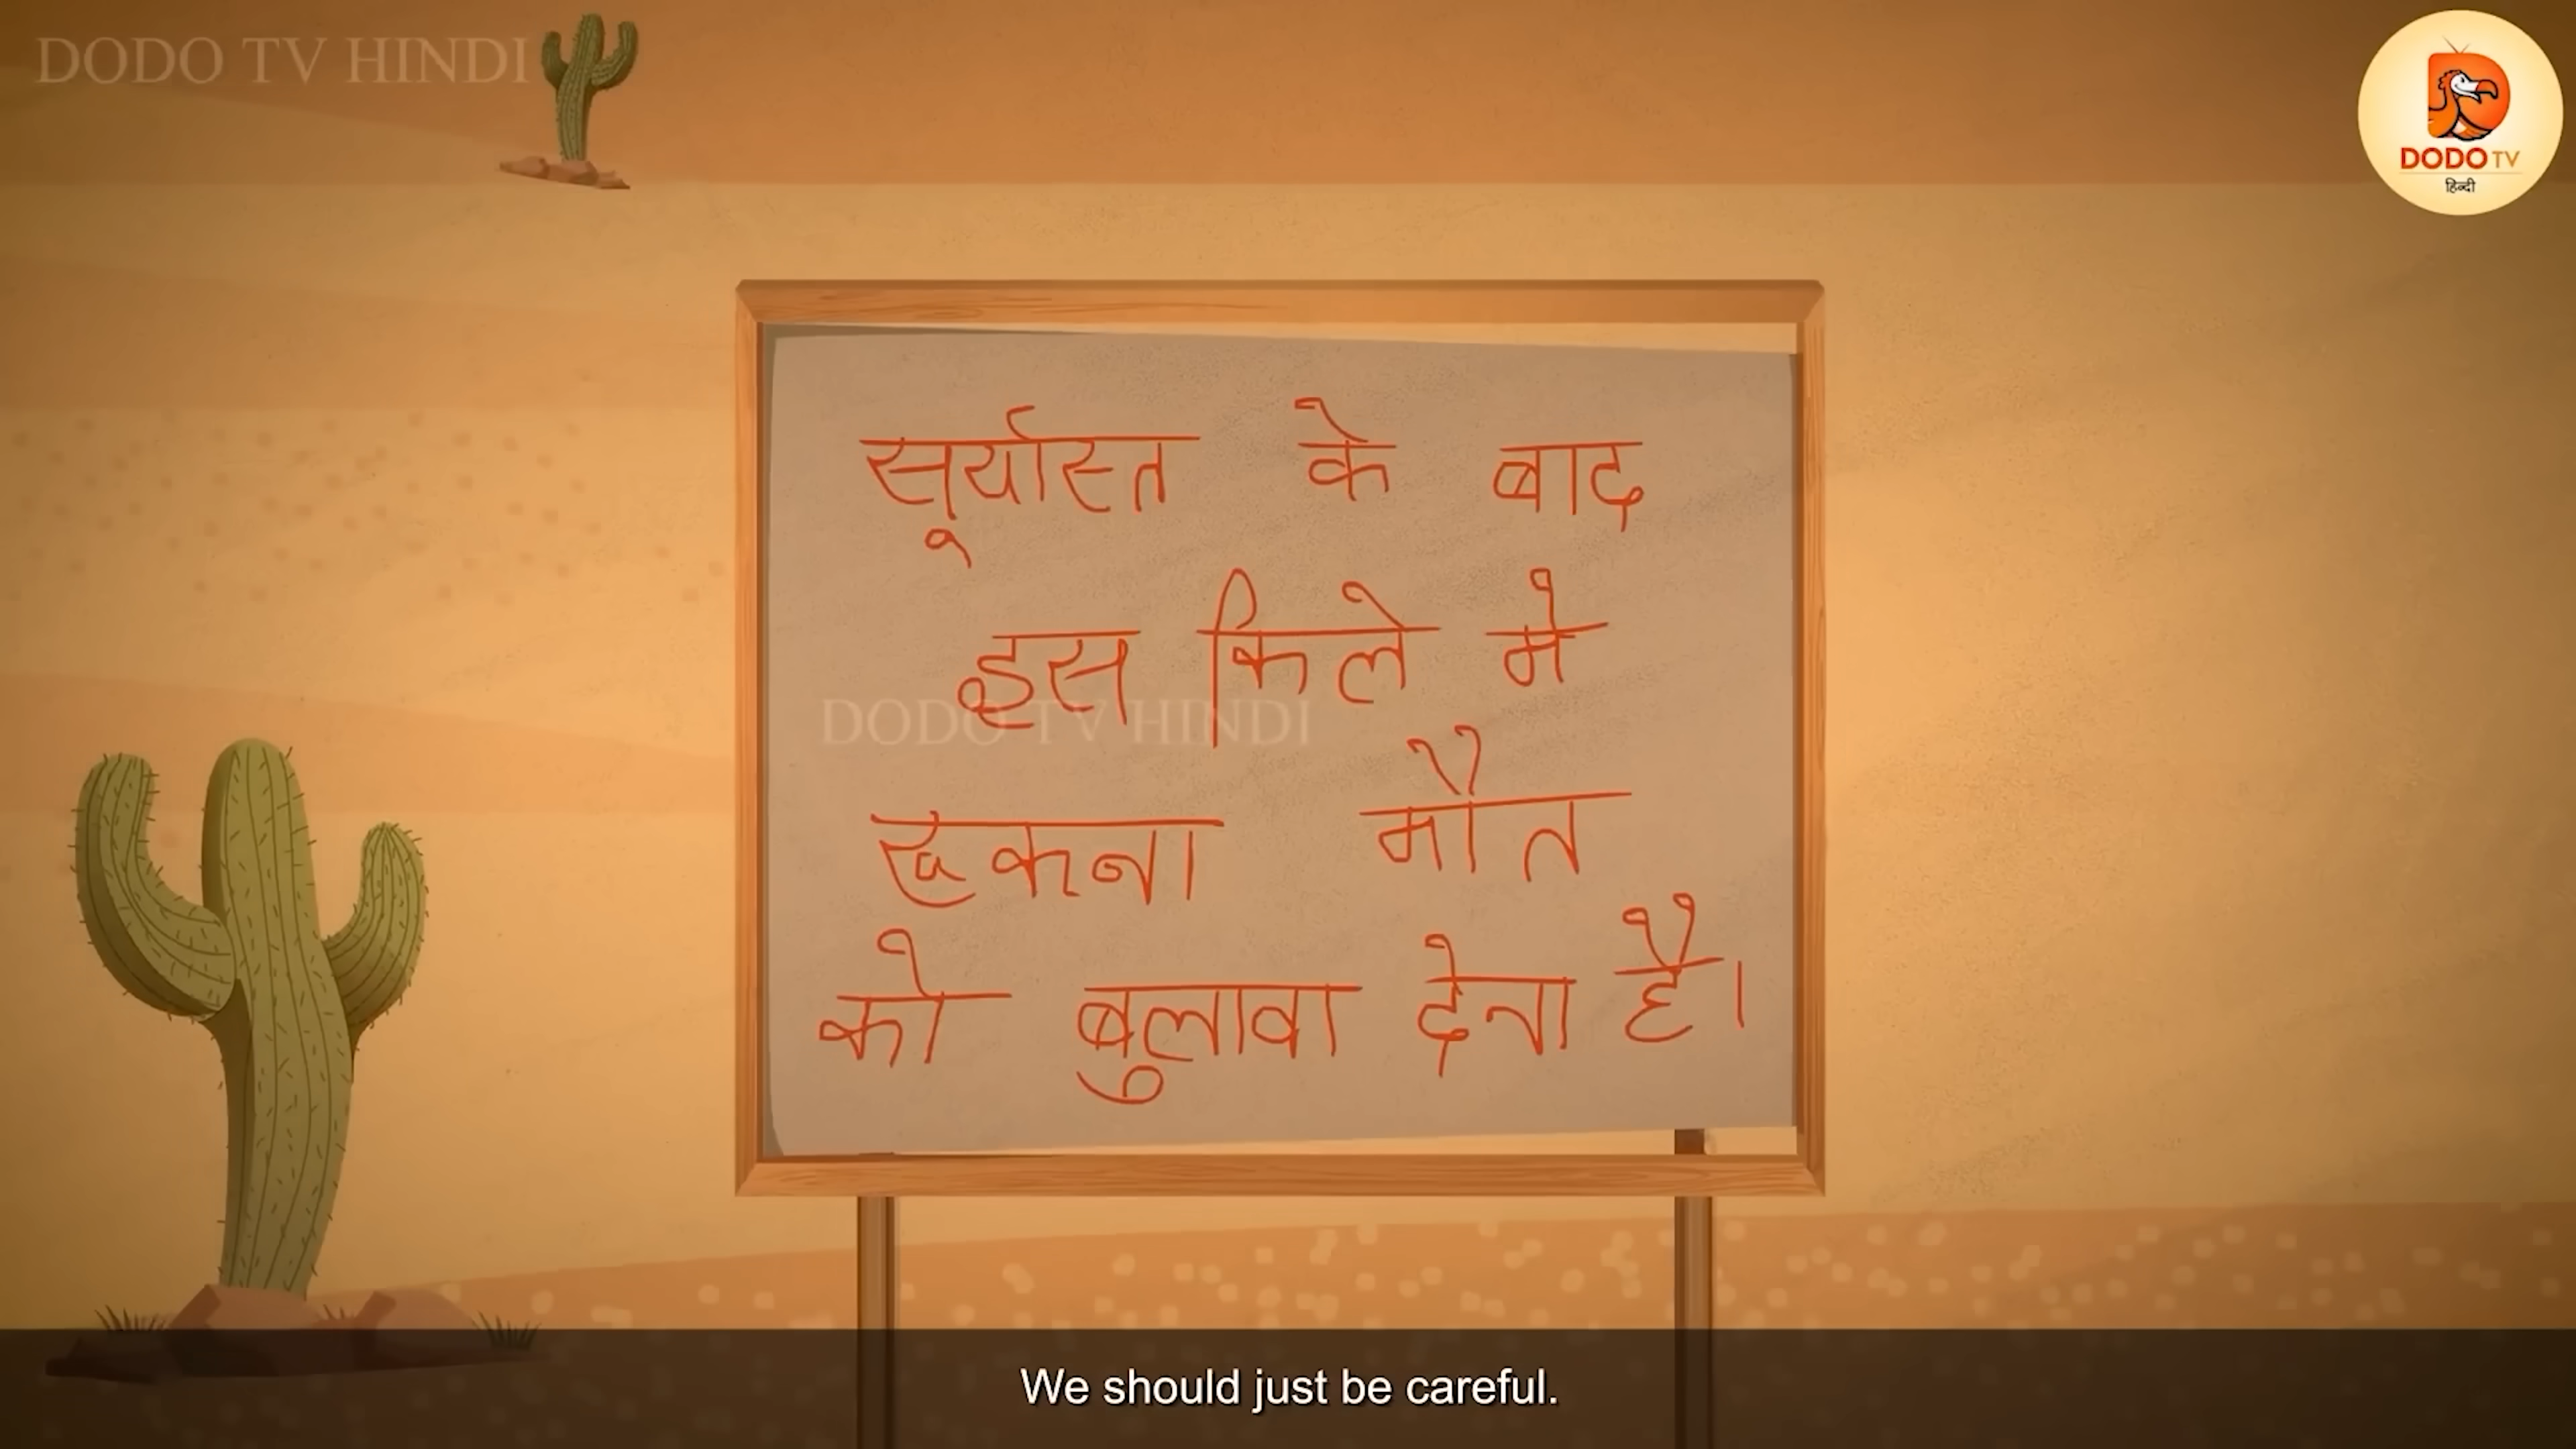 DODO TV HINDI
DODO TV
हिन्दी
सूर्यास्त के बाद
इस किले मे
रूकना मौत
को बुलावा देना है।
DODO TV HINDI
We should just be careful.